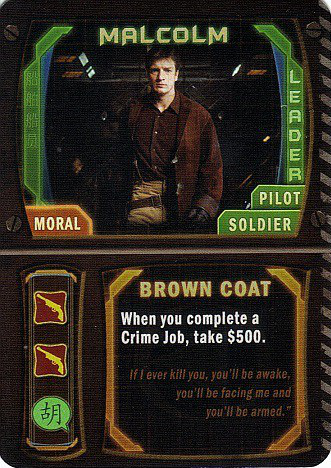 MALCOLM
LEADER
PILOT
MORAL
SOLDIER
BROWN COAT
When you complete a
Crime Job, take $500.
If I ever kill you, you'll be awake,
you'll be facing me and
you'll be armed."
胡